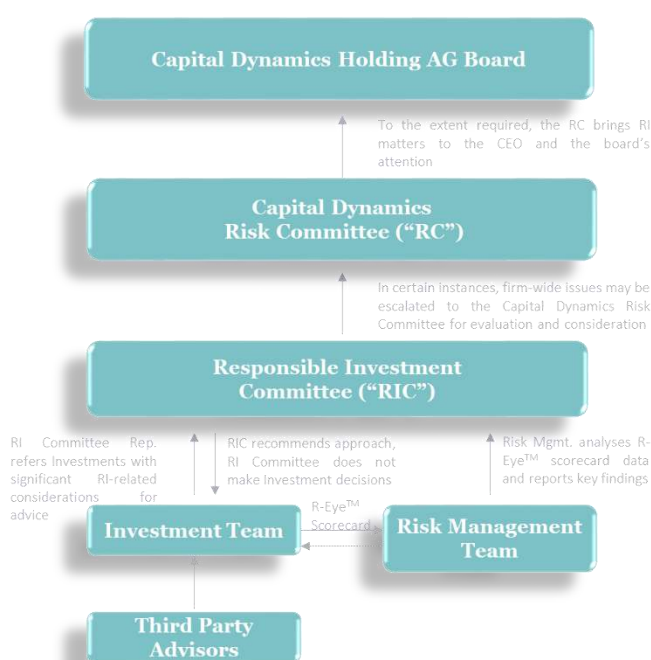 Capital Dynamics Holding AG Board
To the extent required, the RC brings RI
matters to the CEO and the board's
attention
Capital Dynamics
Risk Committee (“RC”)
In certain instances, firm-wide issues may be
escalated to the Capital Dynamics Risk
Committee for evaluation and consideration
Responsible Investment
Committee (“RIC”)
RI Committee Rep.
refers Investments with
significant RI-related
considerations for
advice
RIC recommends approach,
RI Committee does not
make Investment decisions
Risk Mgmt. analyses R-
Eye™ scorecard data
and reports key findings
R-Eye™
Scorecard
Investment Team
Risk Management
Team
Third Party
Advisors